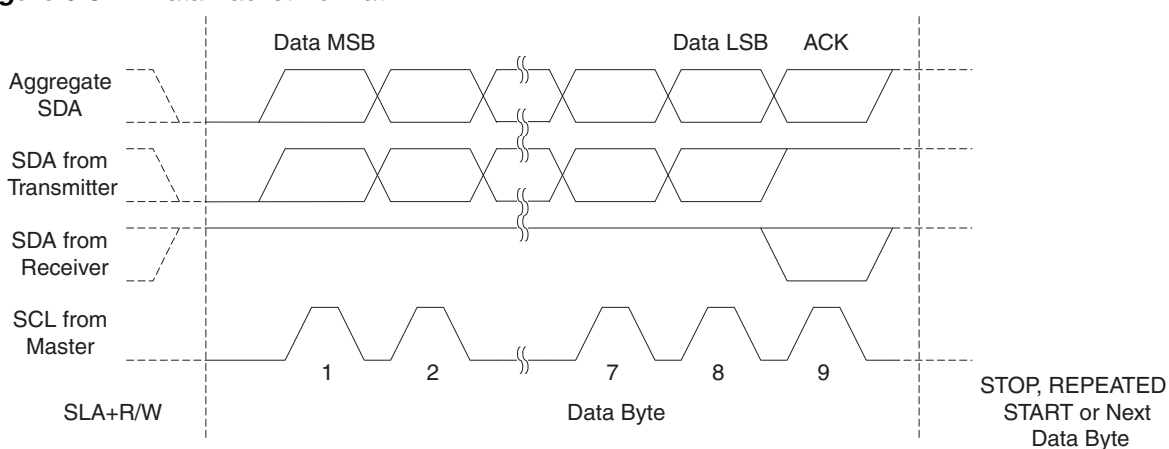 Data MSB
Data LSB
ACK
Aggregate
SDA
SDA from
Transmitter
SDA from
Receiver
SCL from
Master
1
2
7
8
9
SLA+R/W
Data Byte
STOP, REPEATED
START or Next
Data Byte